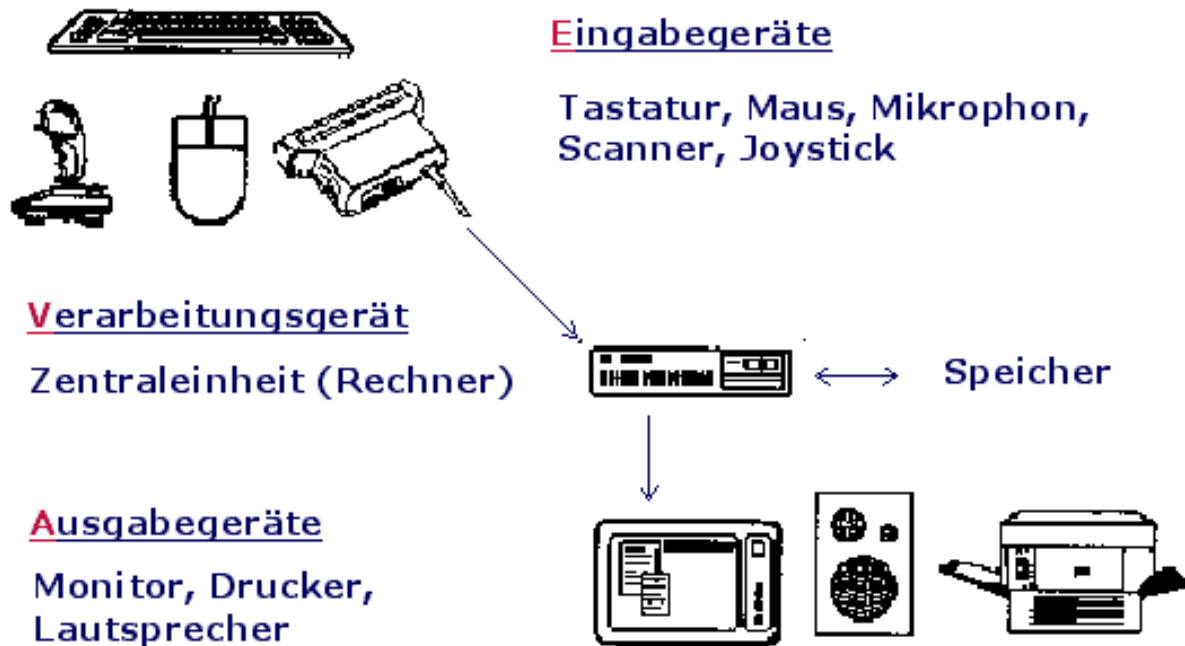 Eingabegeräte
Tastatur, Maus, Mikrophon,
Scanner, Joystick
Verarbeitungsgerät
Zentraleinheit (Rechner)
Speicher
Ausgabegeräte
Monitor, Drucker,
Lautsprecher